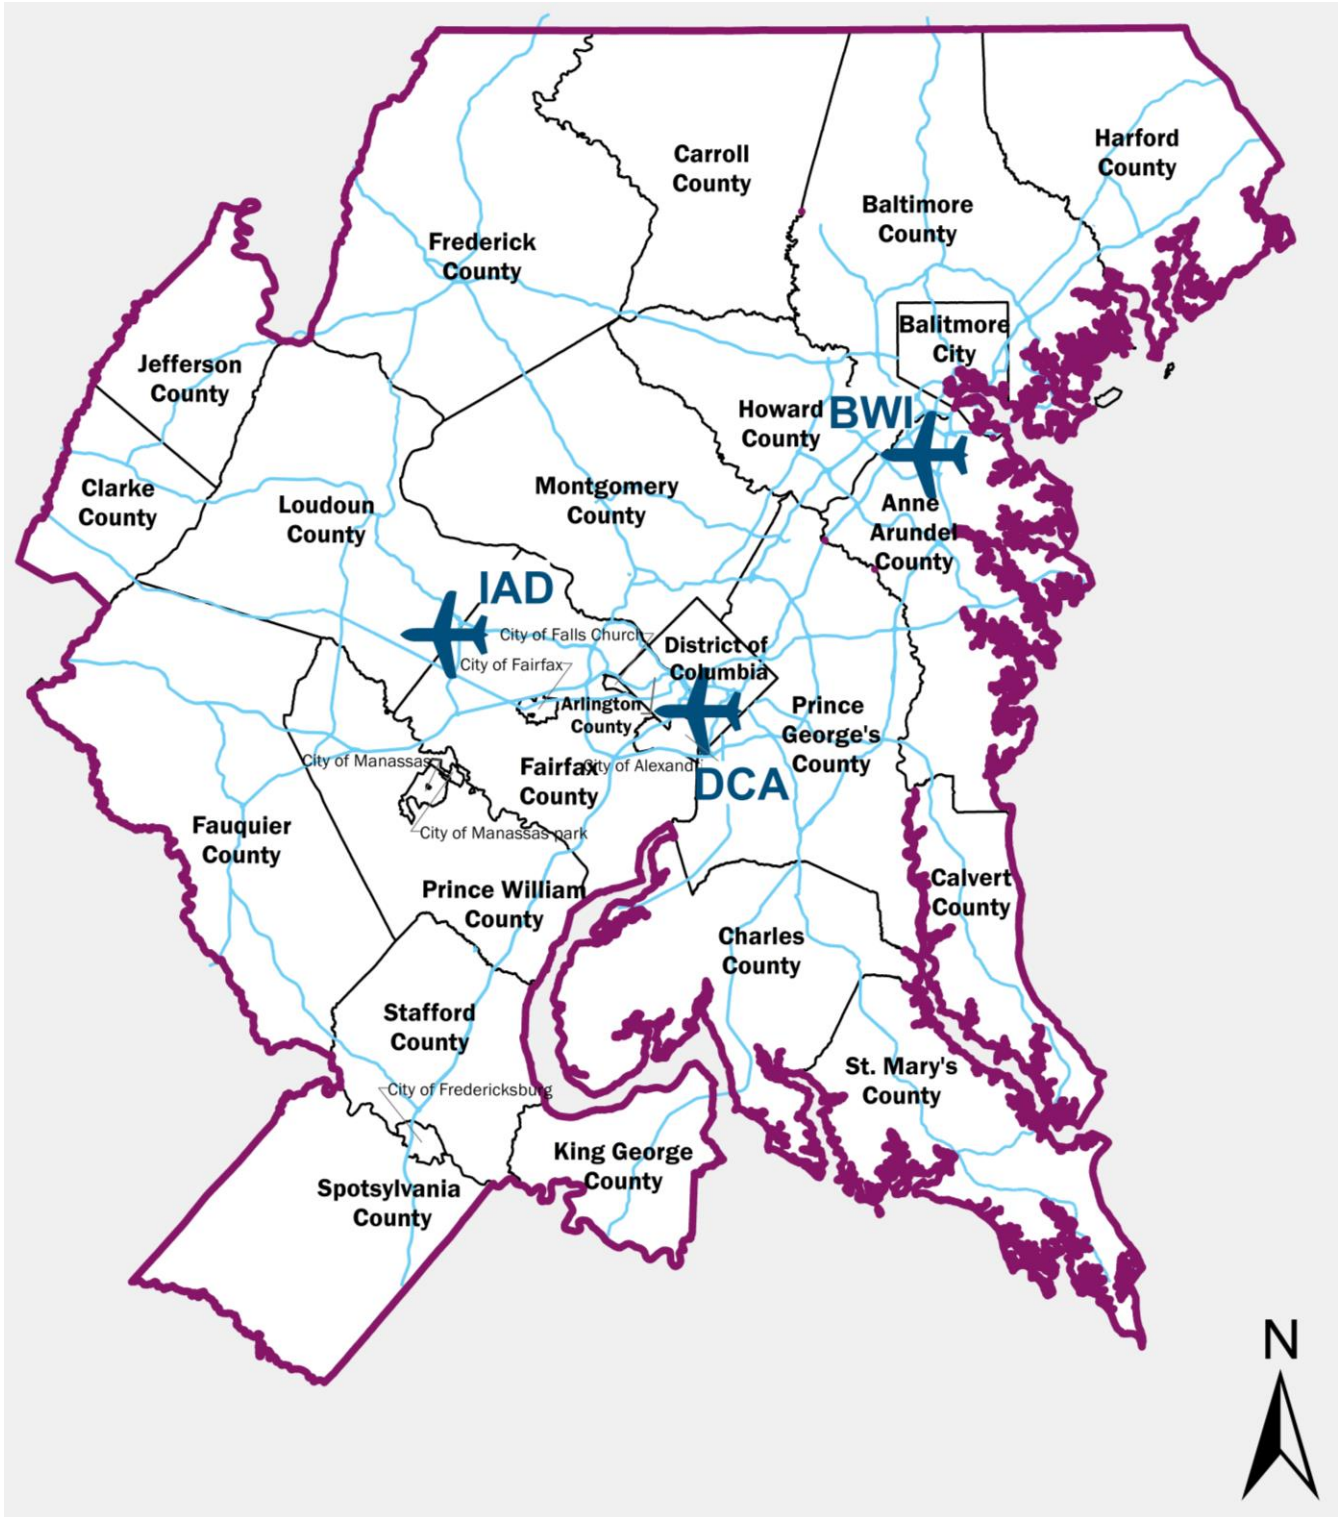 Carroll
County
Harford
County
Baltimore
County
Frederick
County
Balitmore
City
Jefferson
County
Howard
County
BWI
Clarke
County
Loudoun
County
Montgomery
County
Anne
Arundel
County
IAD
City of Falls Church
City of Fairfax
District of
Columbia
Arlington
County
Prince
George's
County
City of Manassas
Fairfax
County
City of Alexand
DCA
City of Manassas park
Fauquier
County
Prince William
County
Calvert
County
Charles
County
Stafford
County
St. Mary's
County
City of Fredericksburg
King George
County
Spotsylvania
County
N